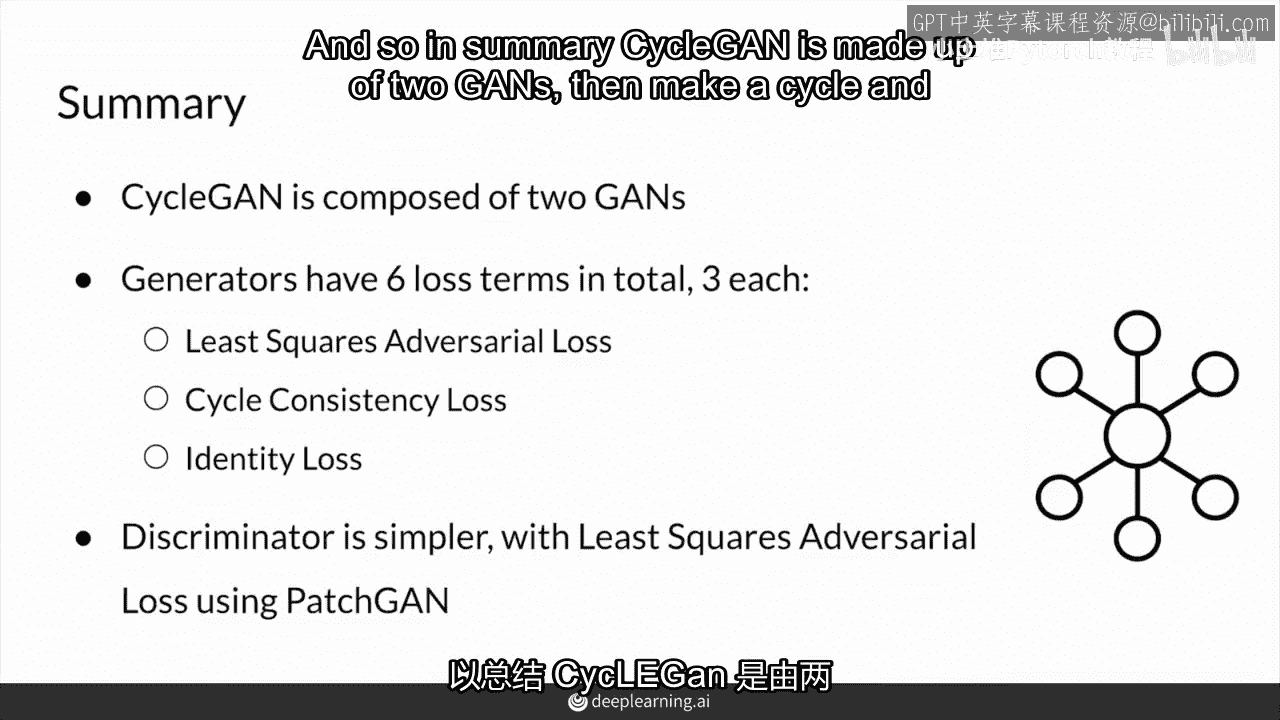 GPT中英字幕课程资源@bilibili.com
And so in summary CycleGAN is made up
of two GANs, then make a cycle and
Summary
● CycleGAN is composed of two GANs
● Generators have 6 loss terms in total, 3 each:
○ Least Squares Adversarial Loss
○ Cycle Consistency Loss
○ Identity Loss
● Discriminator is simpler, with Least Squares Adversarial
Loss using PatchGAN
以总结 CycLEGan 是由两
deeplearning.ai